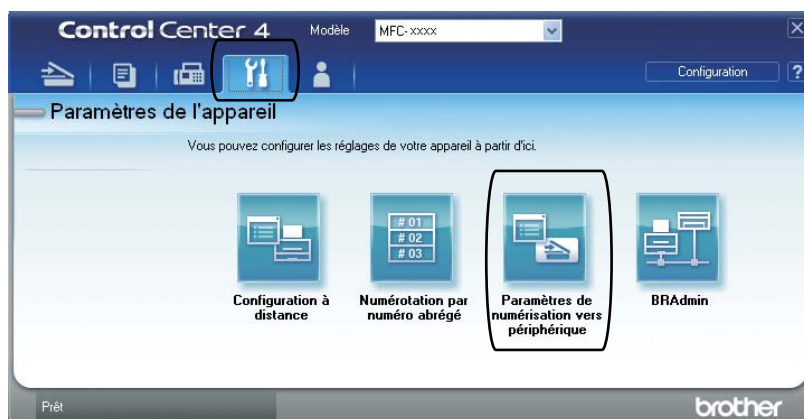 Control Center 4 Modèle MFC-xxxx
Configuration ?
Paramètres de l'appareil
Vous pouvez configurer les réglages de votre appareil à partir d'ici.
# 01
# 02
# 03
Configuration à
distance
Numérotation par
numéro abrégé
Paramètres de
numérisation vers
périphérique
BRAdmin
Prêt
brother